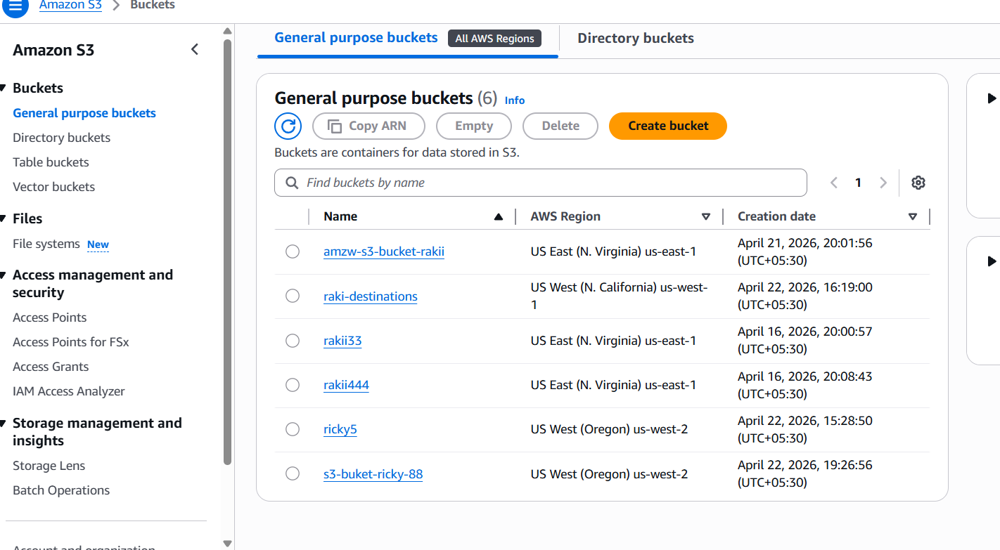 Amazon S3 > Buckets
Amazon S3
Buckets
General purpose buckets
Directory buckets
Table buckets
Vector buckets
Files
File systems New
Access management and
security
Access Points
Access Points for FSx
Access Grants
IAM Access Analyzer
Storage management and
insights
Storage Lens
Batch Operations
Account and organization
General purpose buckets All AWS Regions
Directory buckets
General purpose buckets (6) Info
Copy ARN
Empty
Delete
Create bucket
Buckets are containers for data stored in S3.
Find buckets by name
1
Name AWS Region Creation date
amzw-s3-bucket-rakii US East (N. Virginia) us-east-1 April 21, 2026, 20:01:56
(UTC+05:30)
raki-destinations US West (N. California) us-west- April 22, 2026, 16:19:00
1 (UTC+05:30)
rakii33 US East (N. Virginia) us-east-1 April 16, 2026, 20:00:57
(UTC+05:30)
rakii444 US East (N. Virginia) us-east-1 April 16, 2026, 20:08:43
(UTC+05:30)
ricky5 US West (Oregon) us-west-2 April 22, 2026, 15:28:50
(UTC+05:30)
s3-buket-ricky-88 US West (Oregon) us-west-2 April 22, 2026, 19:26:56
(UTC+05:30)